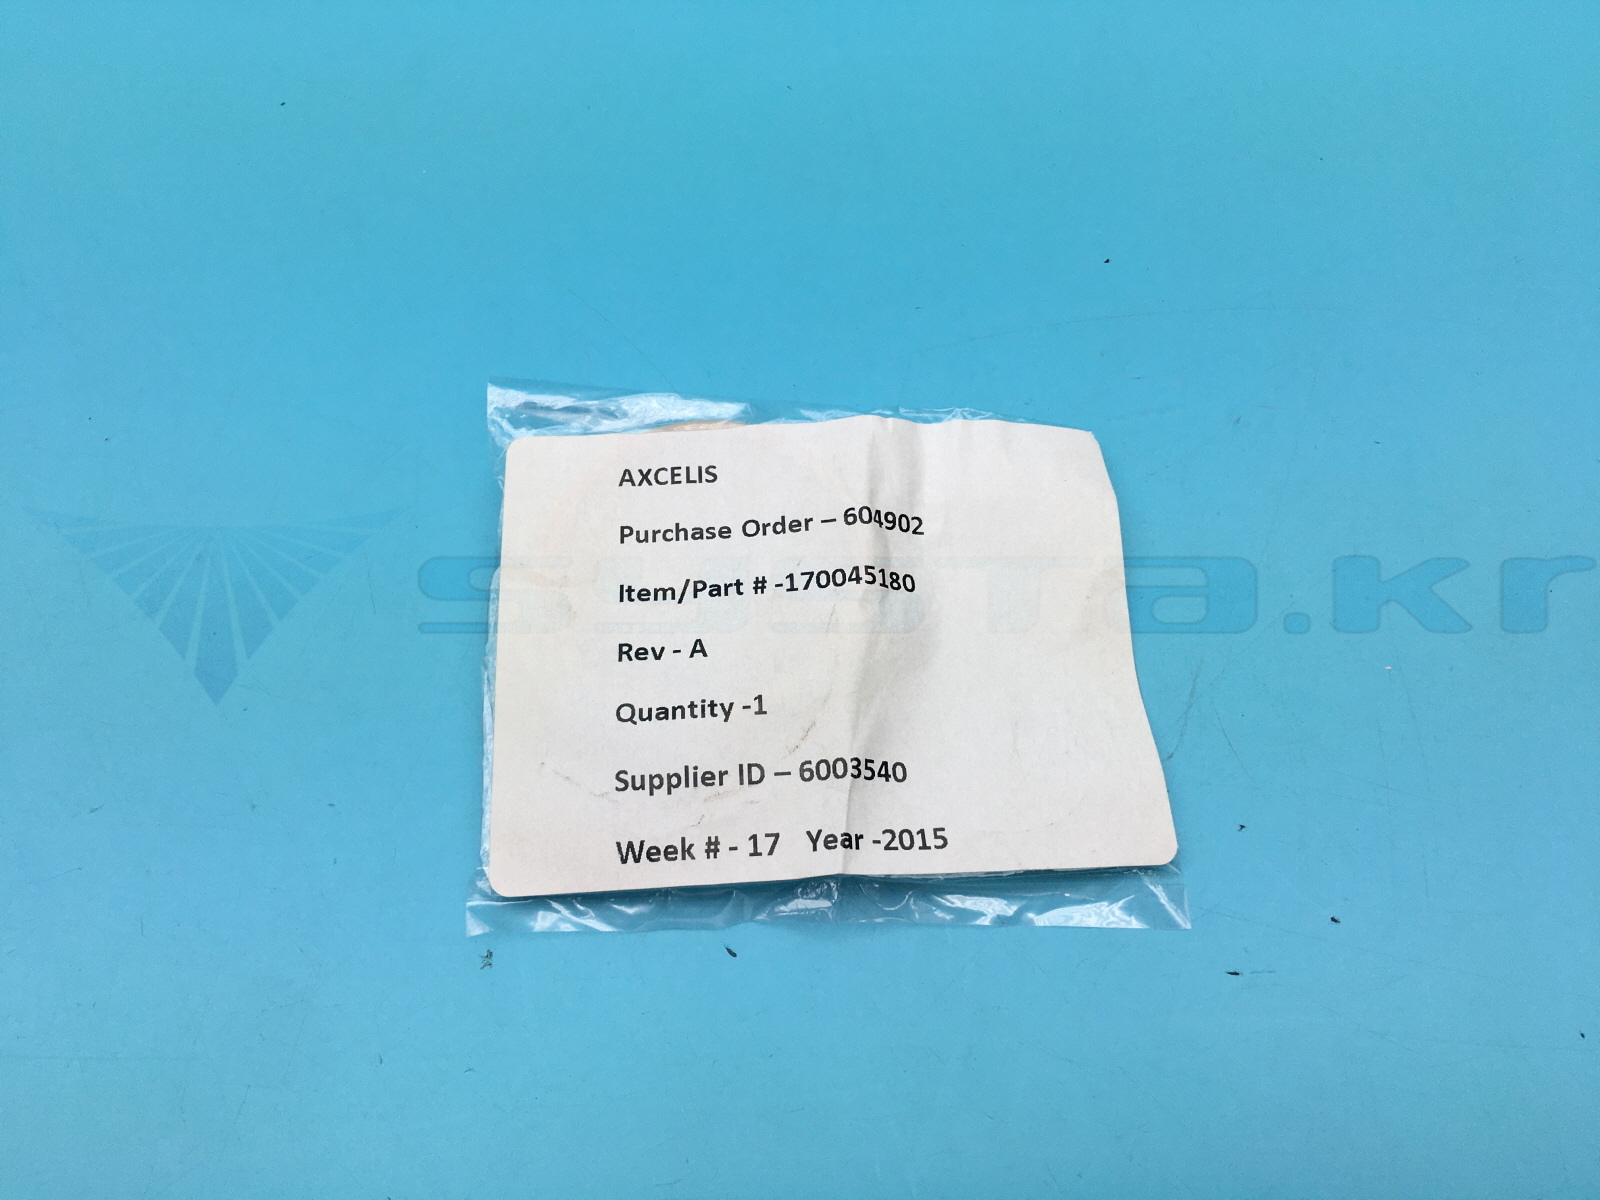 AXCELIS
Purchase Order – 604902
Item/Part # -170045180
Rev - A
Quantity -1
Supplier ID – 6003540
Week # - 17 Year -2015